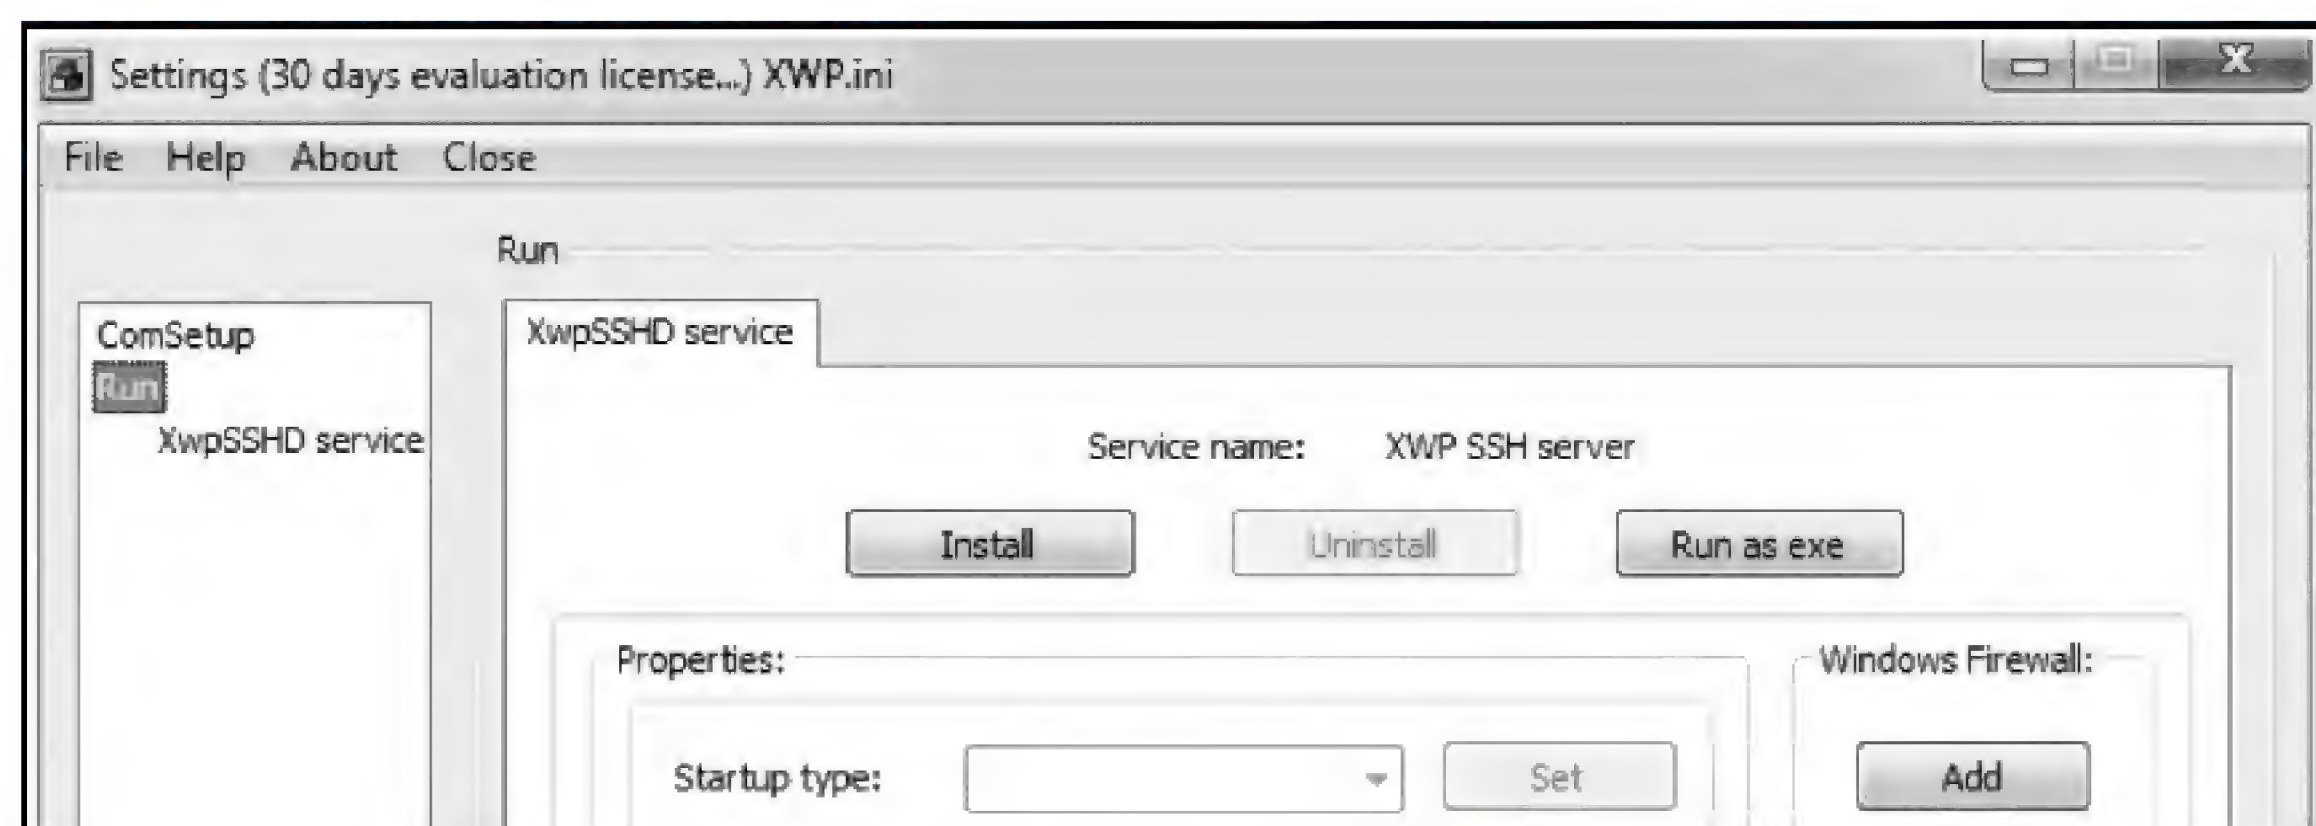 Settings (30 days evaluation license...) XWP.ini
File Help About Close
Run
ComSetup
Run
XwpSSHD service
XwpSSHD service
Service name: XWP SSH server
Install Uninstall Run as exe
Properties:
Windows Firewall:
Startup type: Set
Add